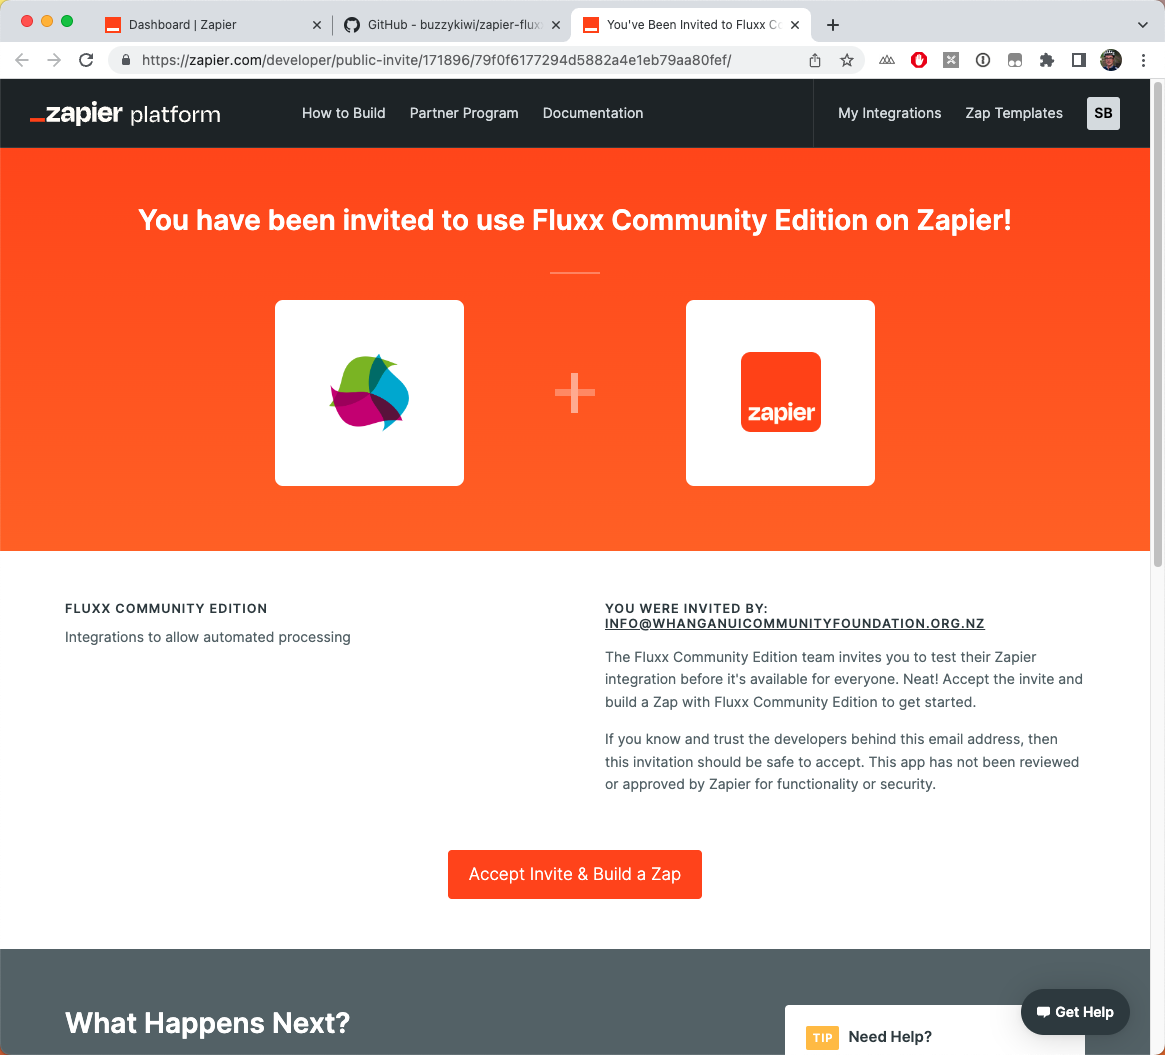 Dashboard | Zapier
GitHub - buzzykiwi/zapier-flux
You've Been Invited to Fluxx Co
https://zapier.com/developer/public-invite/171896/79f0f6177294d5882a4e1eb79aa80fef/
zapier platform
How to Build
Partner Program
Documentation
My Integrations
Zap Templates
SB
You have been invited to use Fluxx Community Edition on Zapier!
zapier
FLUXX COMMUNITY EDITION
Integrations to allow automated processing
YOU WERE INVITED BY:
INFO@WHANGANUICOMMUNITYFOUNDATION.ORG.NZ
The Fluxx Community Edition team invites you to test their Zapier
integration before it's available for everyone. Neat! Accept the invite and
build a Zap with Fluxx Community Edition to get started.
If you know and trust the developers behind this email address, then
this invitation should be safe to accept. This app has not been reviewed
or approved by Zapier for functionality or security.
Accept Invite & Build a Zap
What Happens Next?
TIP Need Help?
Get Help